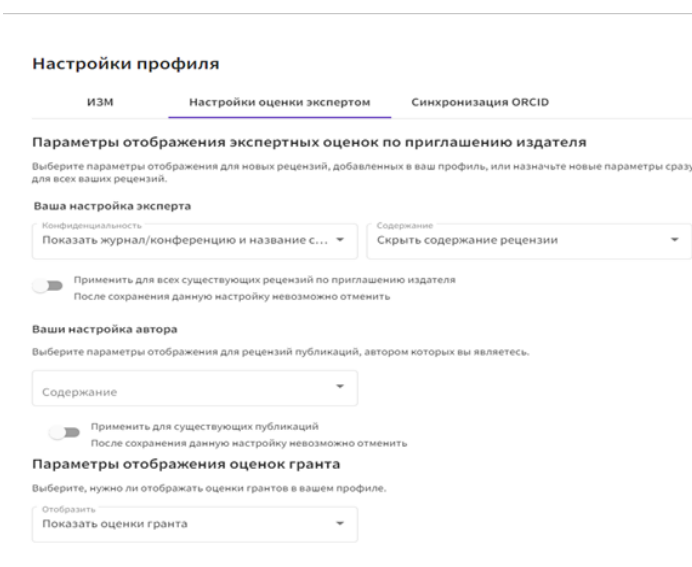 Настройки профиля
ИЗМ Настройки оценки экспертом Синхронизация ORCID
Параметры отображения экспертных оценок по приглашению издателя
Выберите параметры отображения для новых рецензий, добавленных в ваш профиль, или назначьте новые параметры сразу
для всех ваших рецензий.
Ваша настройка эксперта
Конфиденциальность Содержание
Показать журнал/конференцию и название с... Скрыть содержание рецензии
Применить для всех существующих рецензий по приглашению издателя
После сохранения данную настройку невозможно отменить
Ваши настройка автора
Выберите параметры отображения для рецензий публикаций, автором которых вы являетесь.
Содержание
Применить для существующих публикаций
После сохранения данную настройку невозможно отменить
Параметры отображения оценок гранта
Выберите, нужно ли отображать оценки грантов в вашем профиле.
Отобразить
Показать оценки гранта